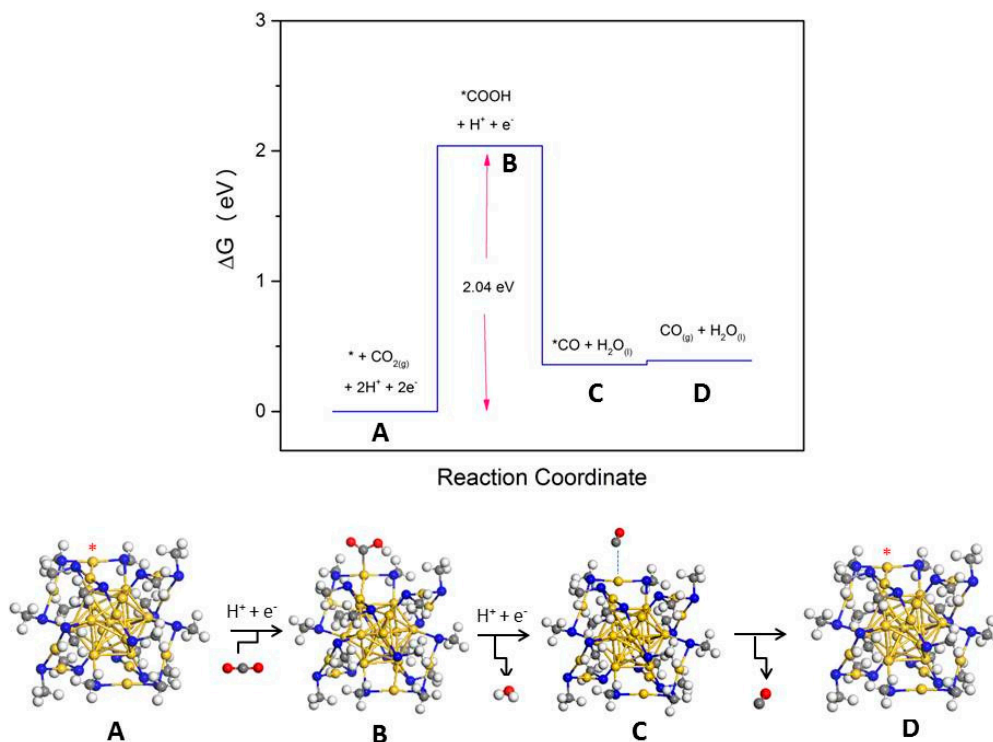 3
*COOH
+ H⁺ + e⁻
2
B
ΔG ( eV)
1
2.04 eV
* + CO₂(g)
+ 2H⁺ + 2e⁻
*CO + H₂O(l)
CO(g) + H₂O(l)
0
A
C
D
Reaction Coordinate
*
H⁺ + e⁻
H⁺ + e⁻
*
A
B
C
D